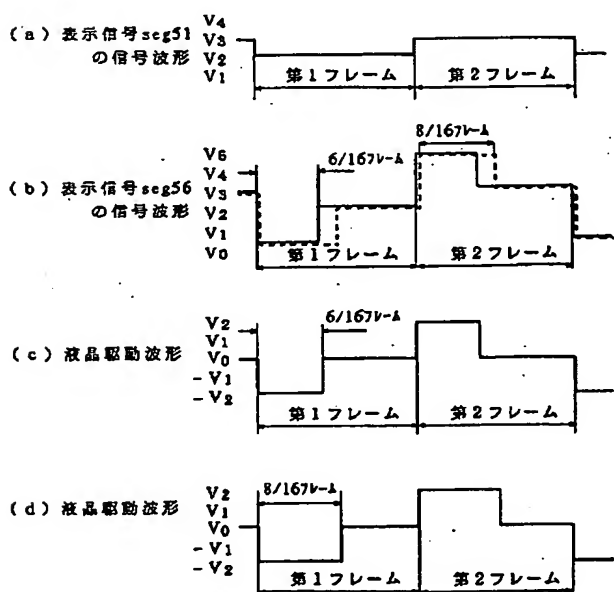 (a) 表示信号seg51
の信号波形
V4
V3
V2
V1
第1フレーム
第2フレーム
(b) 表示信号seg56
の信号波形
V5
V4
V3
V2
V1
V0
6/16フレーム
8/16フレーム
第1フレーム
第2フレーム
(c) 液晶駆動波形
V2
V1
V0
-V1
-V2
6/16フレーム
第1フレーム
第2フレーム
(d) 液晶駆動波形
V2
V1
V0
-V1
-V2
8/16フレーム
第1フレーム
第2フレーム